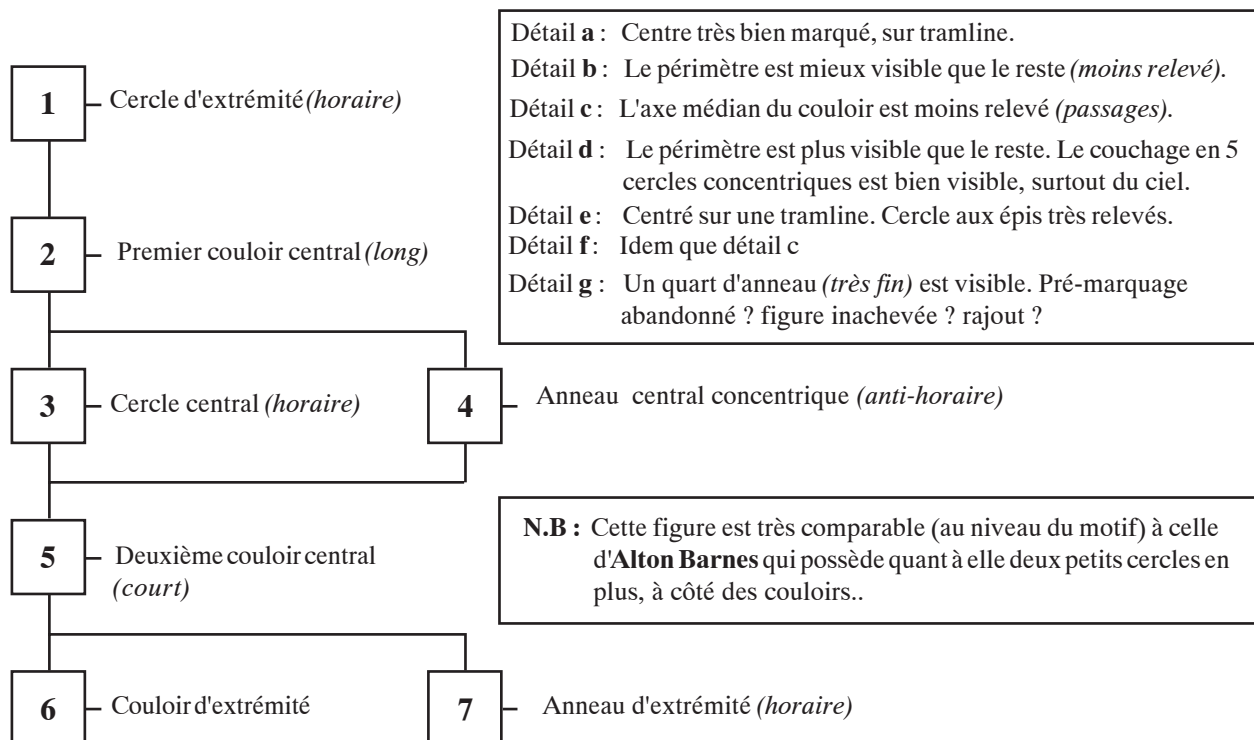 Détail a : Centre très bien marqué, sur tramline.
Détail b : Le périmètre est mieux visible que le reste (moins relevé).
Détail c : L'axe médian du couloir est moins relevé (passages).
Détail d : Le périmètre est plus visible que le reste. Le couchage en 5
cercles concentriques est bien visible, surtout du ciel.
Détail e : Centré sur une tramline. Cercle aux épis très relevés.
Détail f : Idem que détail c
Détail g : Un quart d'anneau (très fin) est visible. Pré-marquage
abandonné ? figure inachevée ? rajout ?
1 Cercle d'extrémité (horaire)
2 Premier couloir central (long)
3 Cercle central (horaire)
4 Anneau central concentrique (anti-horaire)
5 Deuxième couloir central
(court)
N.B : Cette figure est très comparable (au niveau du motif) à celle
d'Alton Barnes qui possède quant à elle deux petits cercles en
plus, à côté des couloirs..
6 Couloir d'extrémité
7 Anneau d'extrémité (horaire)